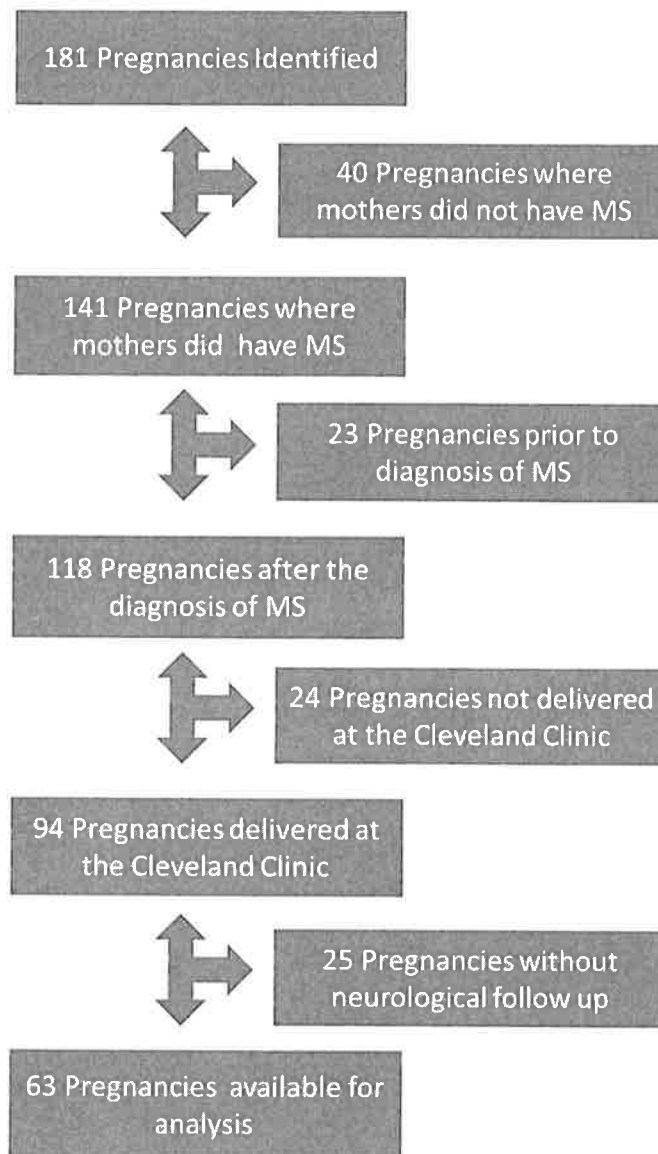 181 Pregnancies Identified
40 Pregnancies where
mothers did not have MS
141 Pregnancies where
mothers did have MS
23 Pregnancies prior to
diagnosis of MS
118 Pregnancies after the
diagnosis of MS
24 Pregnancies not delivered
at the Cleveland Clinic
94 Pregnancies delivered at
the Cleveland Clinic
25 Pregnancies without
neurological follow up
63 Pregnancies available for
analysis